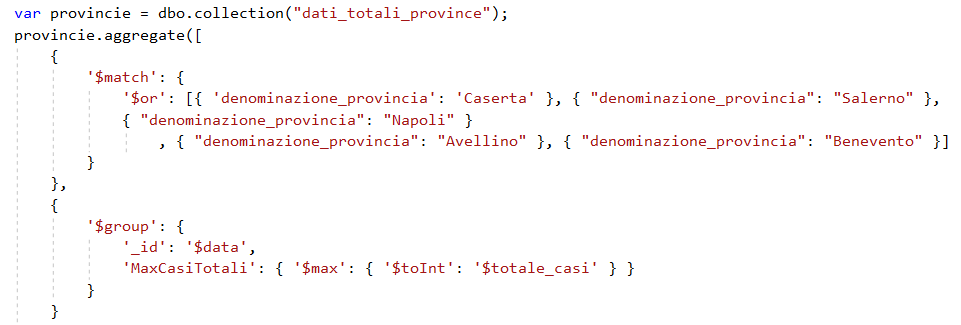 var provincie = dbo.collection("dati_totali_province");
provincie.aggregate([
    {
        '$match': {
            '$or': [{ 'denominazione_provincia': 'Caserta' }, { "denominazione_provincia": "Salerno" },
            { "denominazione_provincia": "Napoli" }
                , { "denominazione_provincia": "Avellino" }, { "denominazione_provincia": "Benevento" }]
        }
    },
    {
        '$group': {
            '_id': '$data',
            'MaxCasiTotali': { '$max': { '$toInt': '$totale_casi' } }
        }
    }